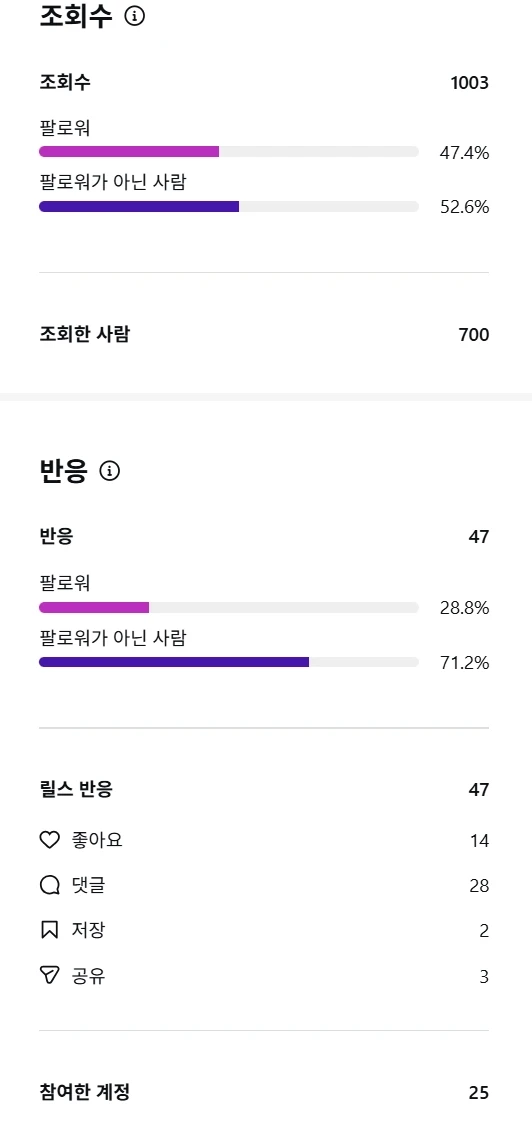 조회수
조회수 1003
팔로워
47.4%
팔로워가 아닌 사람
52.6%
조회한 사람 700
반응
반응 47
팔로워
28.8%
팔로워가 아닌 사람
71.2%
릴스 반응 47
좋아요 14
댓글 28
저장 2
공유 3
참여한 계정 25